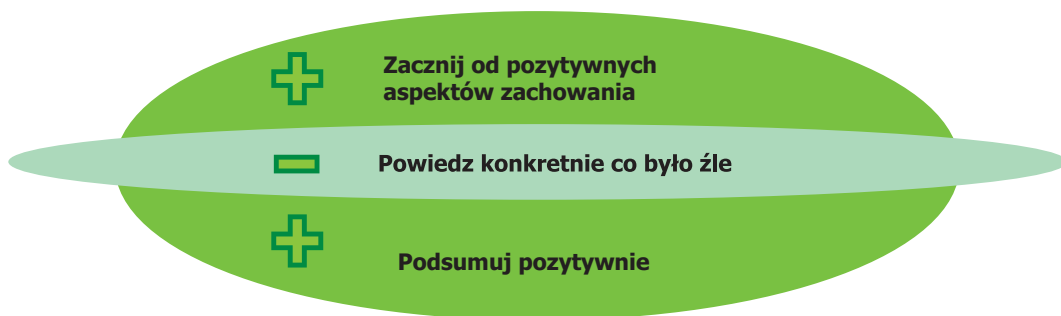 Zacznij od pozytywnych
aspektów zachowania
Powiedz konkretnie co było źle
Podsumuj pozytywnie